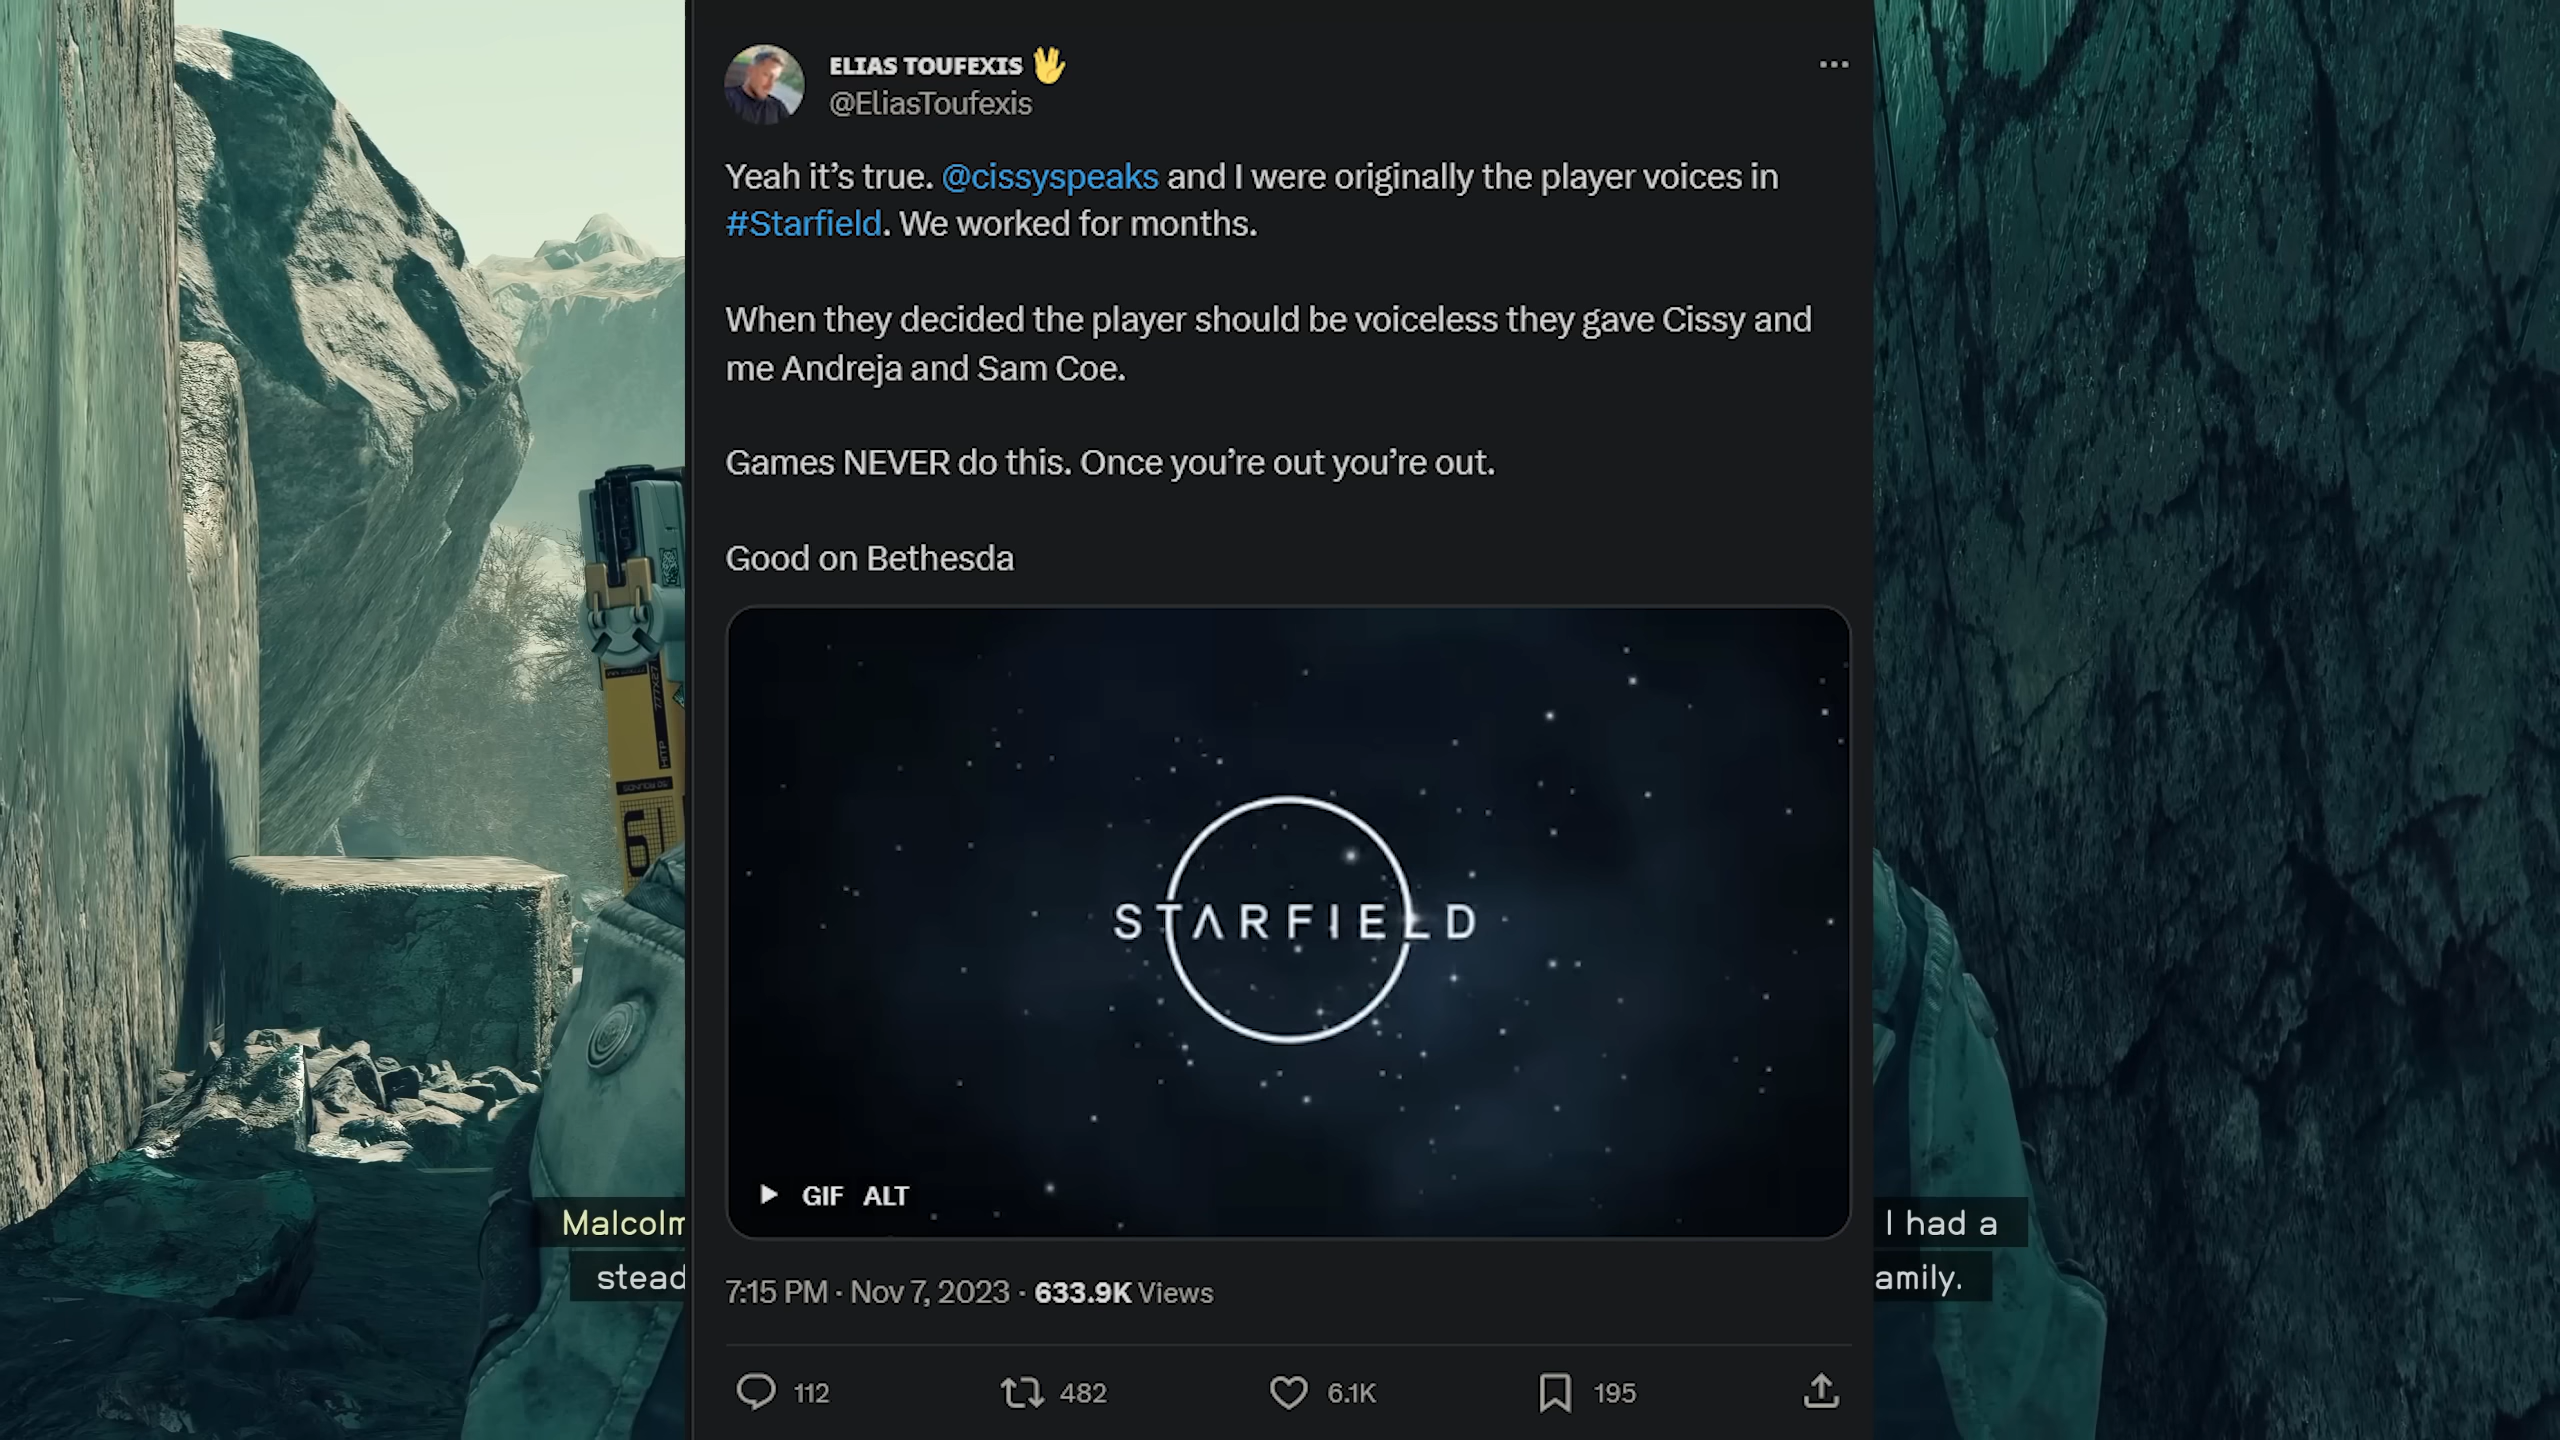 ELIAS TOUFEXIS 🖖
@EliasToufexis
Yeah it’s true. @cissyspeaks and I were originally the player voices in
#Starfield. We worked for months.
When they decided the player should be voiceless they gave Cissy and
me Andreja and Sam Coe.
Games NEVER do this. Once you’re out you’re out.
Good on Bethesda
STARFIELD
GIF ALT
7:15 PM · Nov 7, 2023 · 633.9K Views
112 482 6.1K 195
Malcolm I had a
stead amily.
61